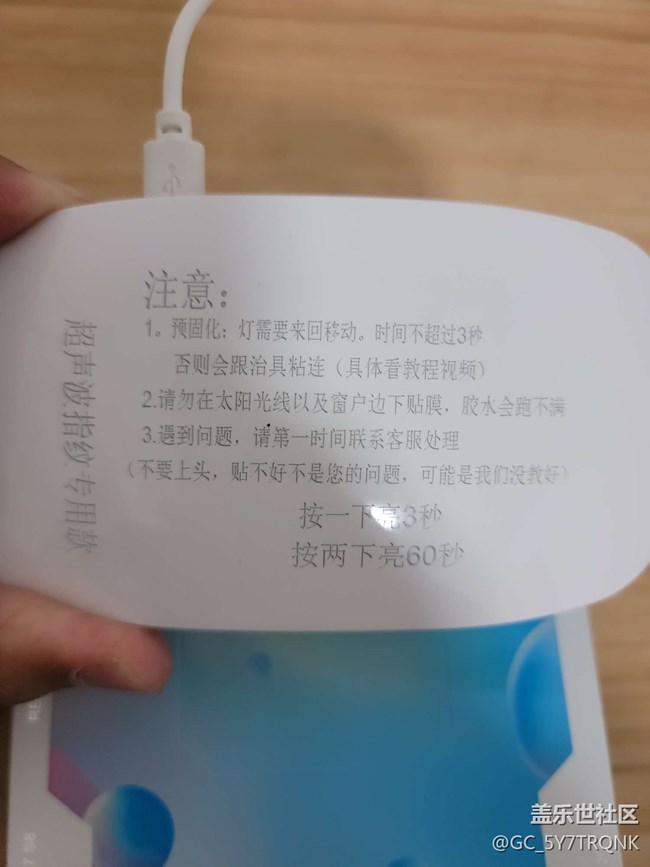 注意：
1。预固化：灯需要来回移动。时间不超过3秒
否则会跟治具粘连（具体看教程视频）
2.请勿在太阳光线以及窗户边下贴膜，胶水会跑不满
3.遇到问题，请第一时间联系客服处理
（不要上头，贴不好不是您的问题，可能是我们没教好）
按一下亮3秒
按两下亮60秒
超声波指纹专用款
盖乐世社区
@GC_5Y7TRQNK